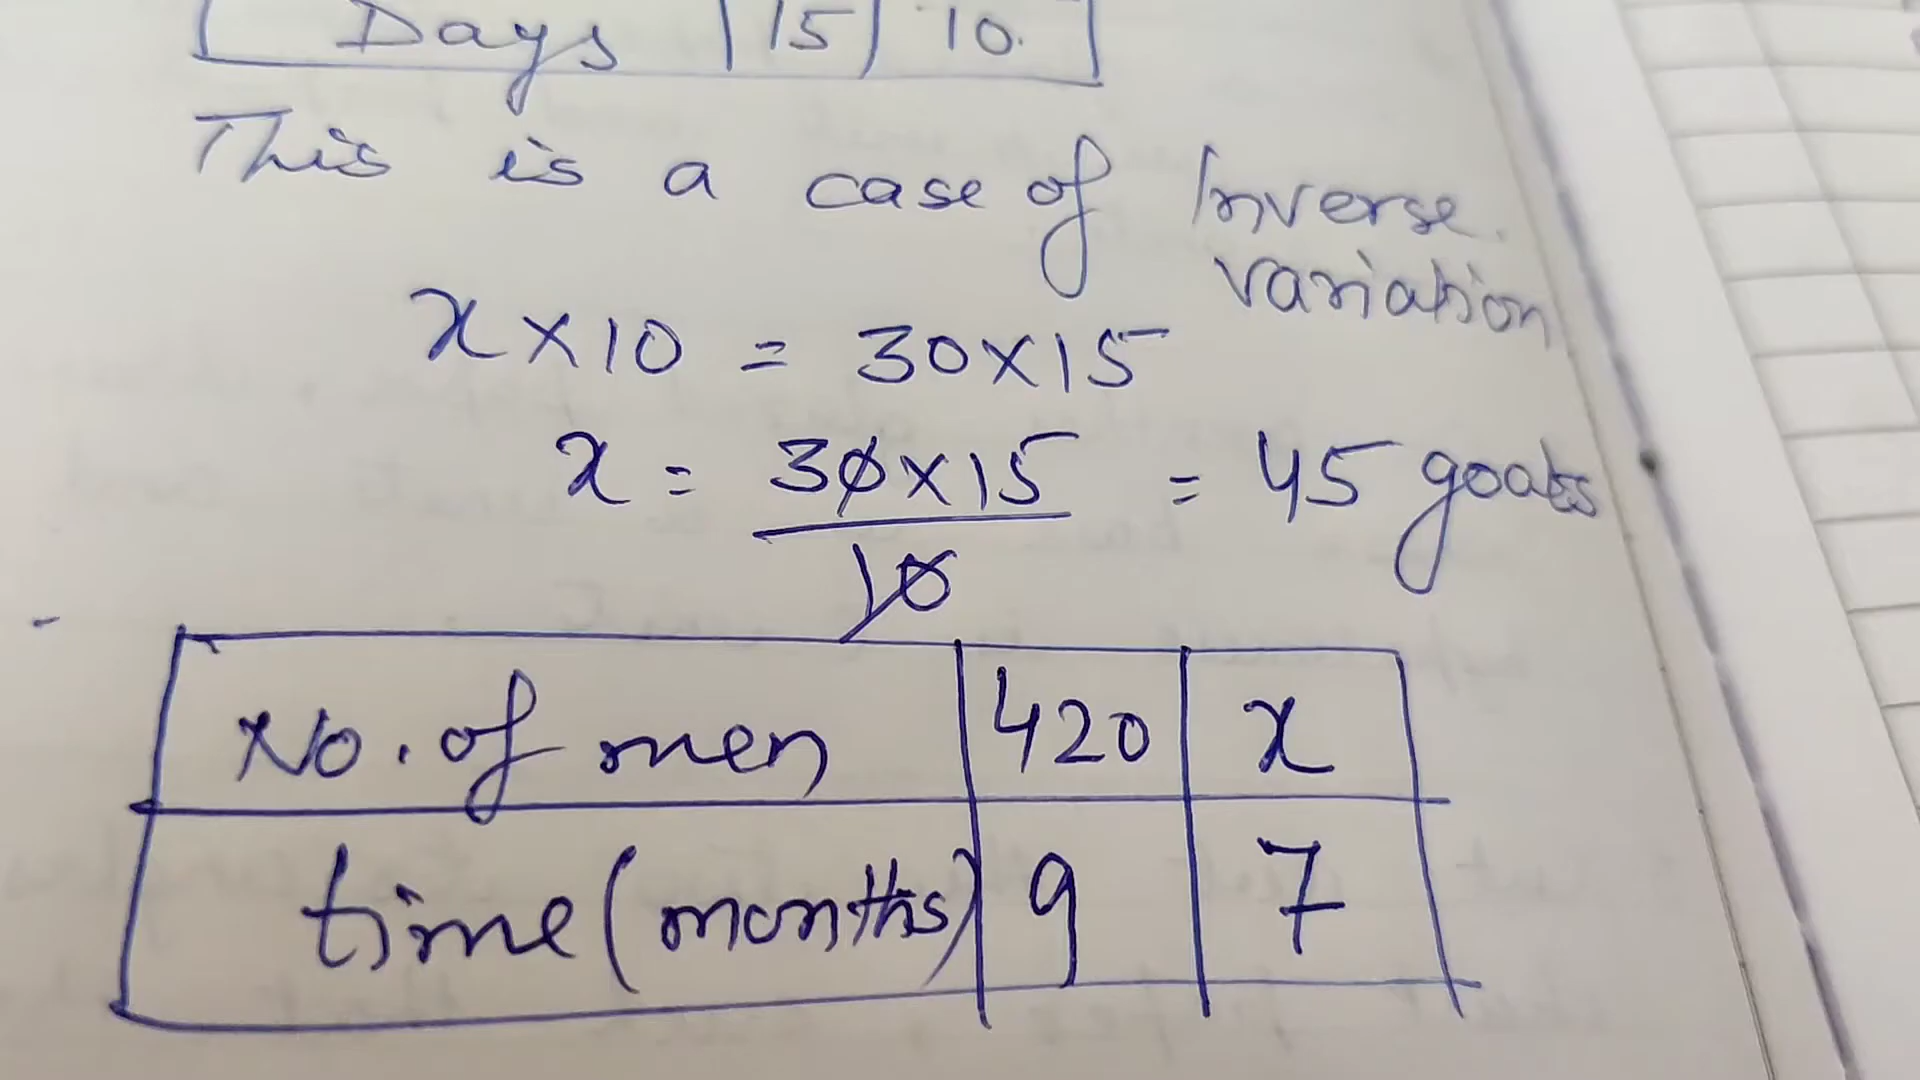 Days | 15 | 10.
This is a case of Inverse
variation
x × 10 = 30 × 15
x = 30 × 15 = 45 goats
10
No. of men | 420 | x
time (months) | 9 | 7